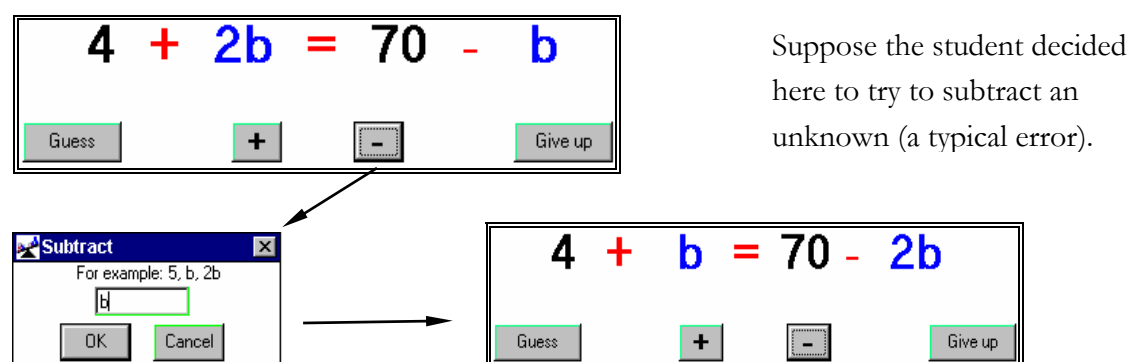 4 + 2b = 70 - b
Guess + - Give up
Suppose the student decided
here to try to subtract an
unknown (a typical error).
Subtract
For example: 5, b, 2b
b
OK Cancel
4 + b = 70 - 2b
Guess + - Give up